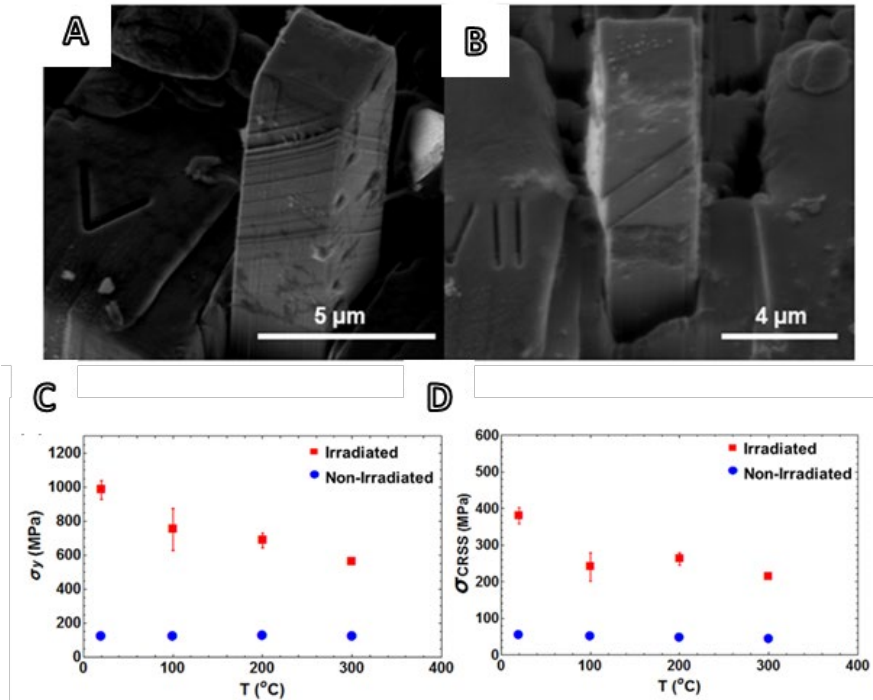 A
B
V
VII
5 µm
4 µm
C
D
σy (MPa)
1200
1000
800
600
400
200
0
Irradiated
Non-Irradiated
0
100
200
300
400
T (°C)
σCRSS (MPa)
600
500
400
300
200
100
0
Irradiated
Non-Irradiated
0
100
200
300
400
T (°C)